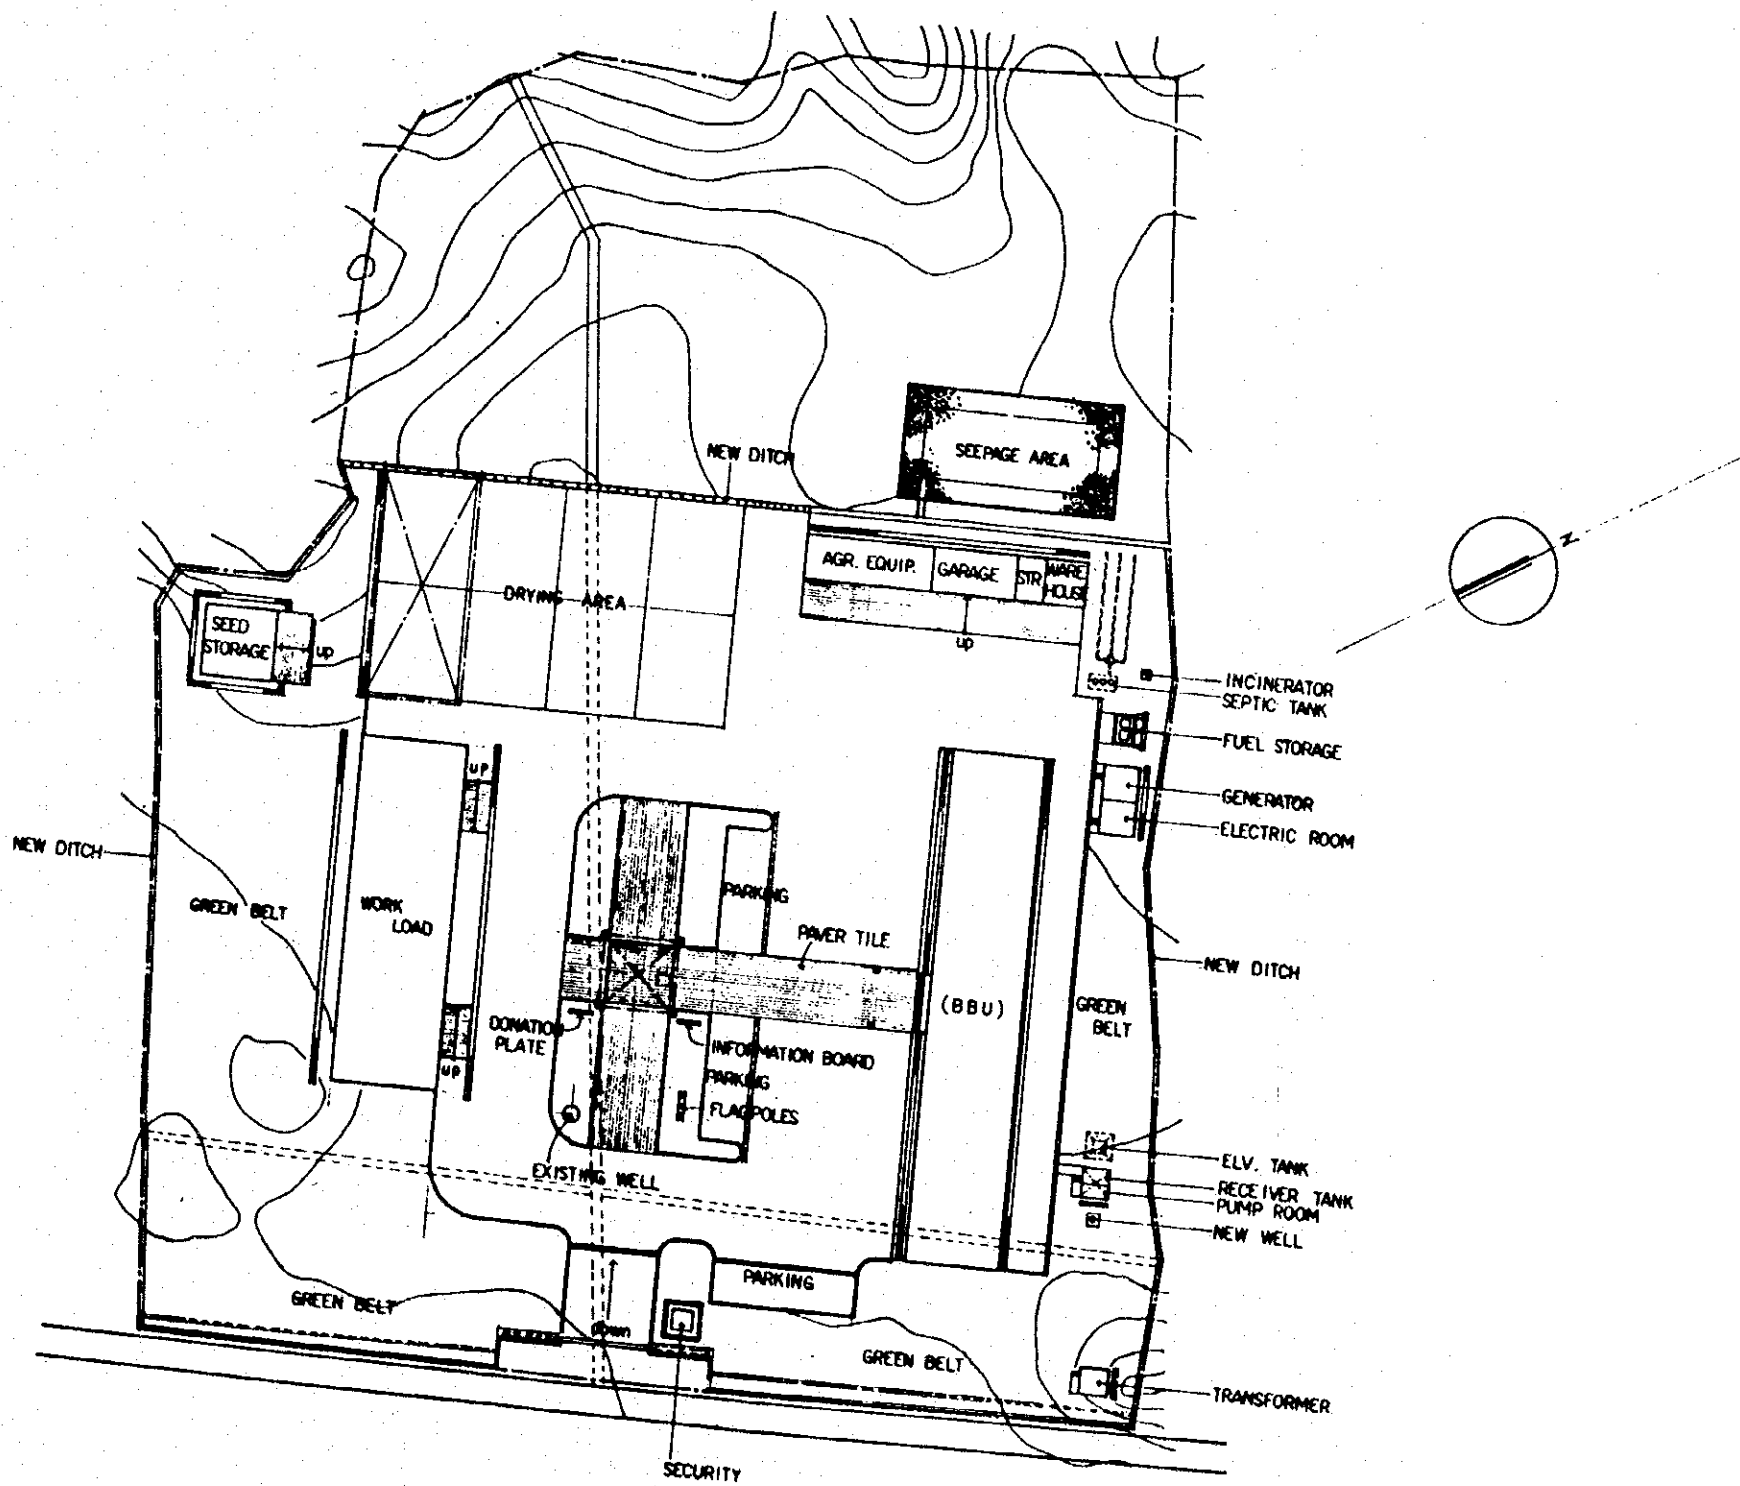 NEW DITCH
SEEPAGE AREA
AGR. EQUIP.
GARAGE
STR
WARE
HOUSE
up
DRYING AREA
SEED
STORAGE
up
N
INCINERATOR
SEPTIC TANK
FUEL STORAGE
GENERATOR
ELECTRIC ROOM
UP
NEW DITCH
GREEN BELT
WORK
LOAD
PARKING
PAVER TILE
NEW DITCH
(BBU)
GREEN
BELT
DONATION
PLATE
INFORMATION BOARD
PARKING
FLAGPOLES
UP
EXISTING WELL
ELV. TANK
RECEIVER TANK
PUMP ROOM
NEW WELL
PARKING
GREEN BELT
down
GREEN BELT
TRANSFORMER
SECURITY